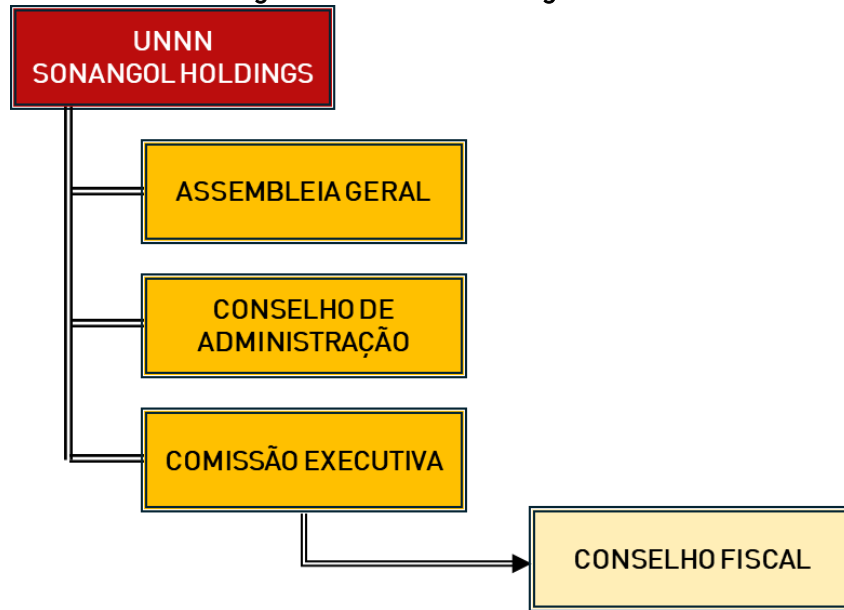 UNNN
SONANGOL HOLDINGS
ASSEMBLEIA GERAL
CONSELHO DE
ADMINISTRAÇÃO
COMISSÃO EXECUTIVA
CONSELHO FISCAL